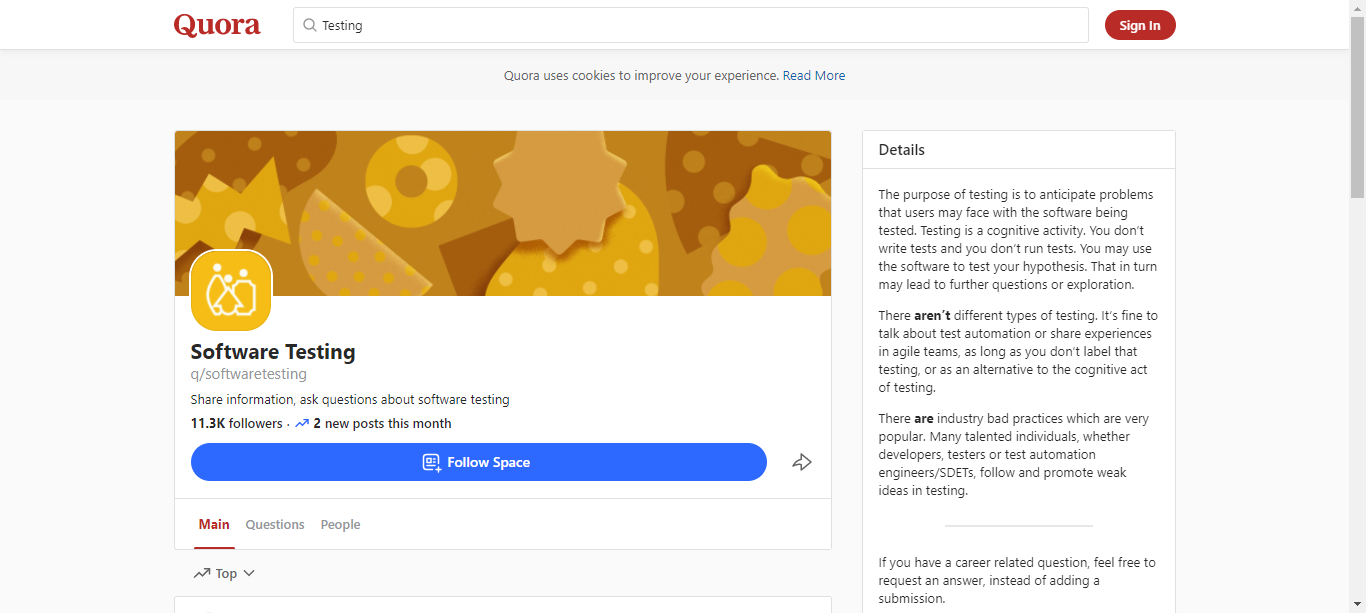 Quora
Testing
Sign In
Quora uses cookies to improve your experience. Read More
Software Testing
q/softwaretesting
Share information, ask questions about software testing
11.3K followers · 2 new posts this month
Follow Space
Main Questions People
Top
Details
The purpose of testing is to anticipate problems
that users may face with the software being
tested. Testing is a cognitive activity. You don’t
write tests and you don’t run tests. You may use
the software to test your hypothesis. That in turn
may lead to further questions or exploration.
There aren’t different types of testing. It’s fine to
talk about test automation or share experiences
in agile teams, as long as you don’t label that
testing, or as an alternative to the cognitive act
of testing.
There are industry bad practices which are very
popular. Many talented individuals, whether
developers, testers or test automation
engineers/SDETs, follow and promote weak
ideas in testing.
If you have a career related question, feel free to
request an answer, instead of adding a
submission.